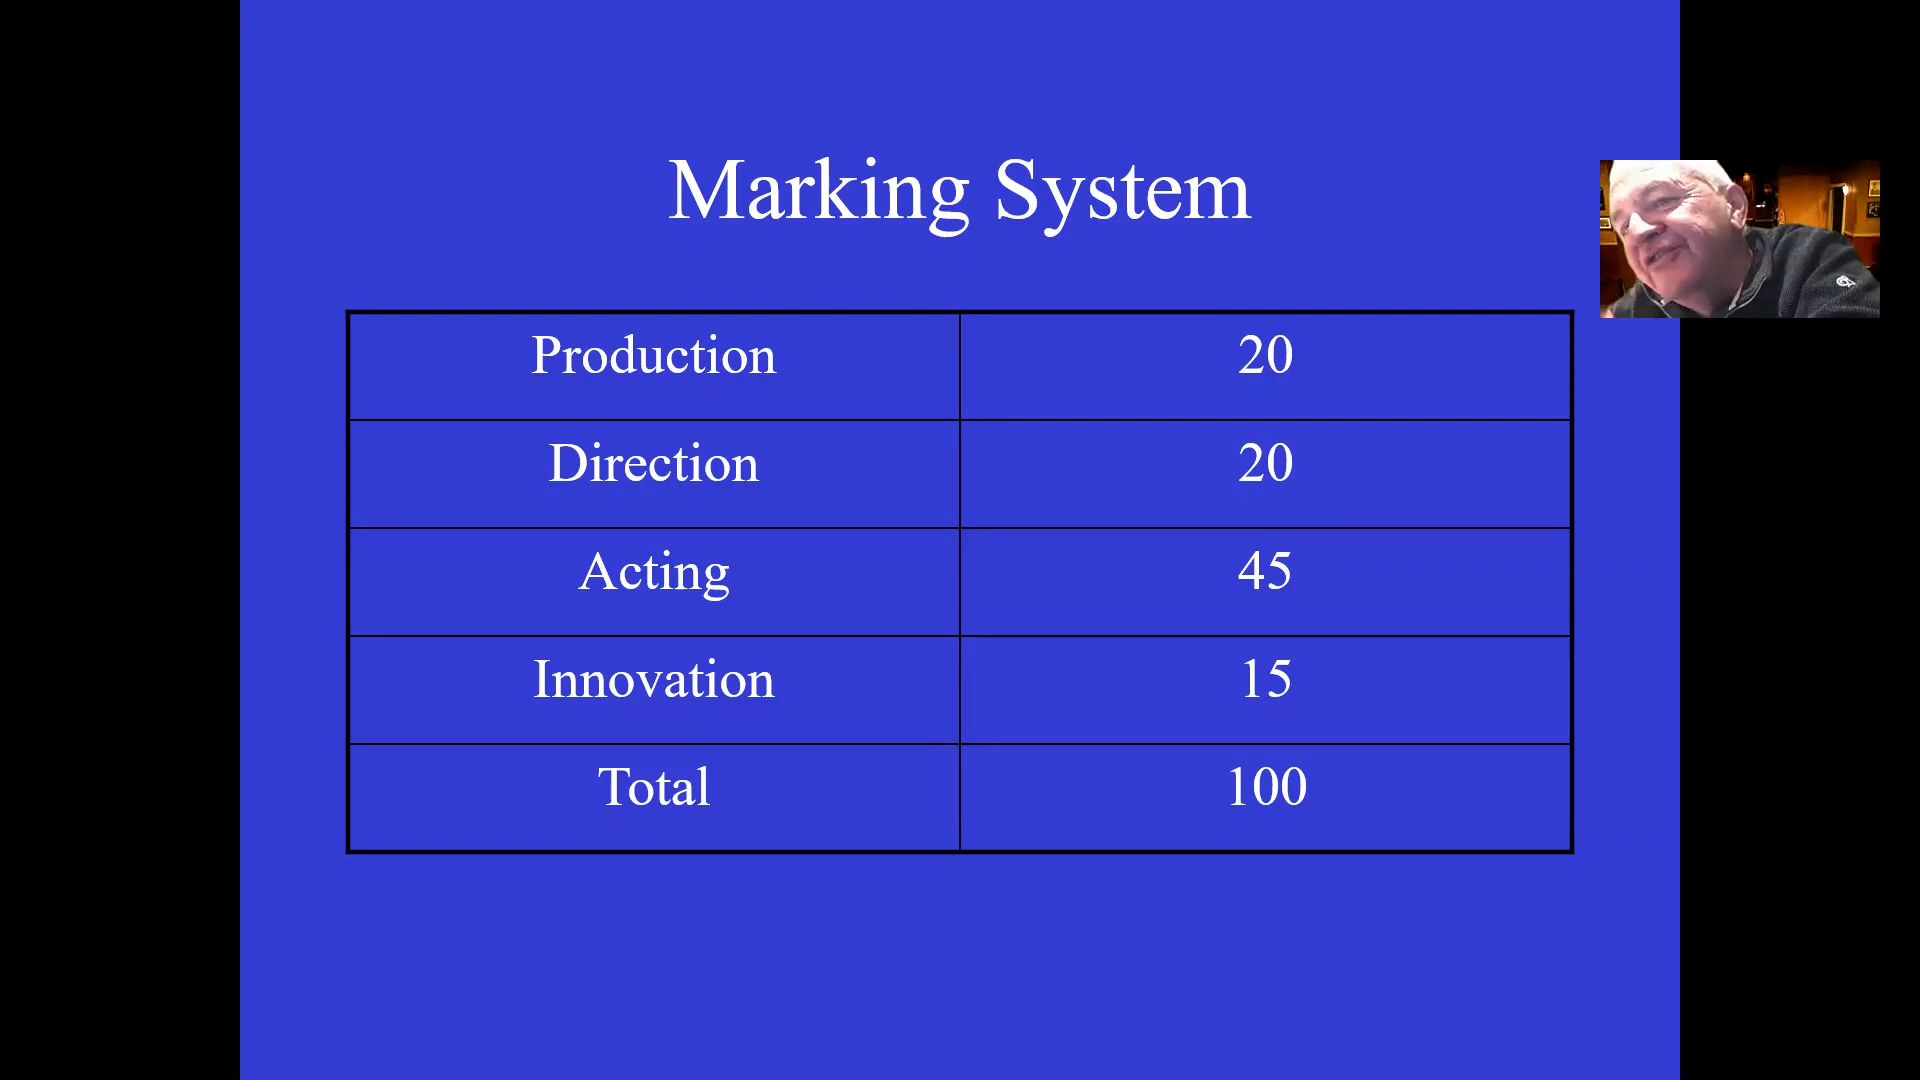 Marking System
Production 20
Direction 20
Acting 45
Innovation 15
Total 100